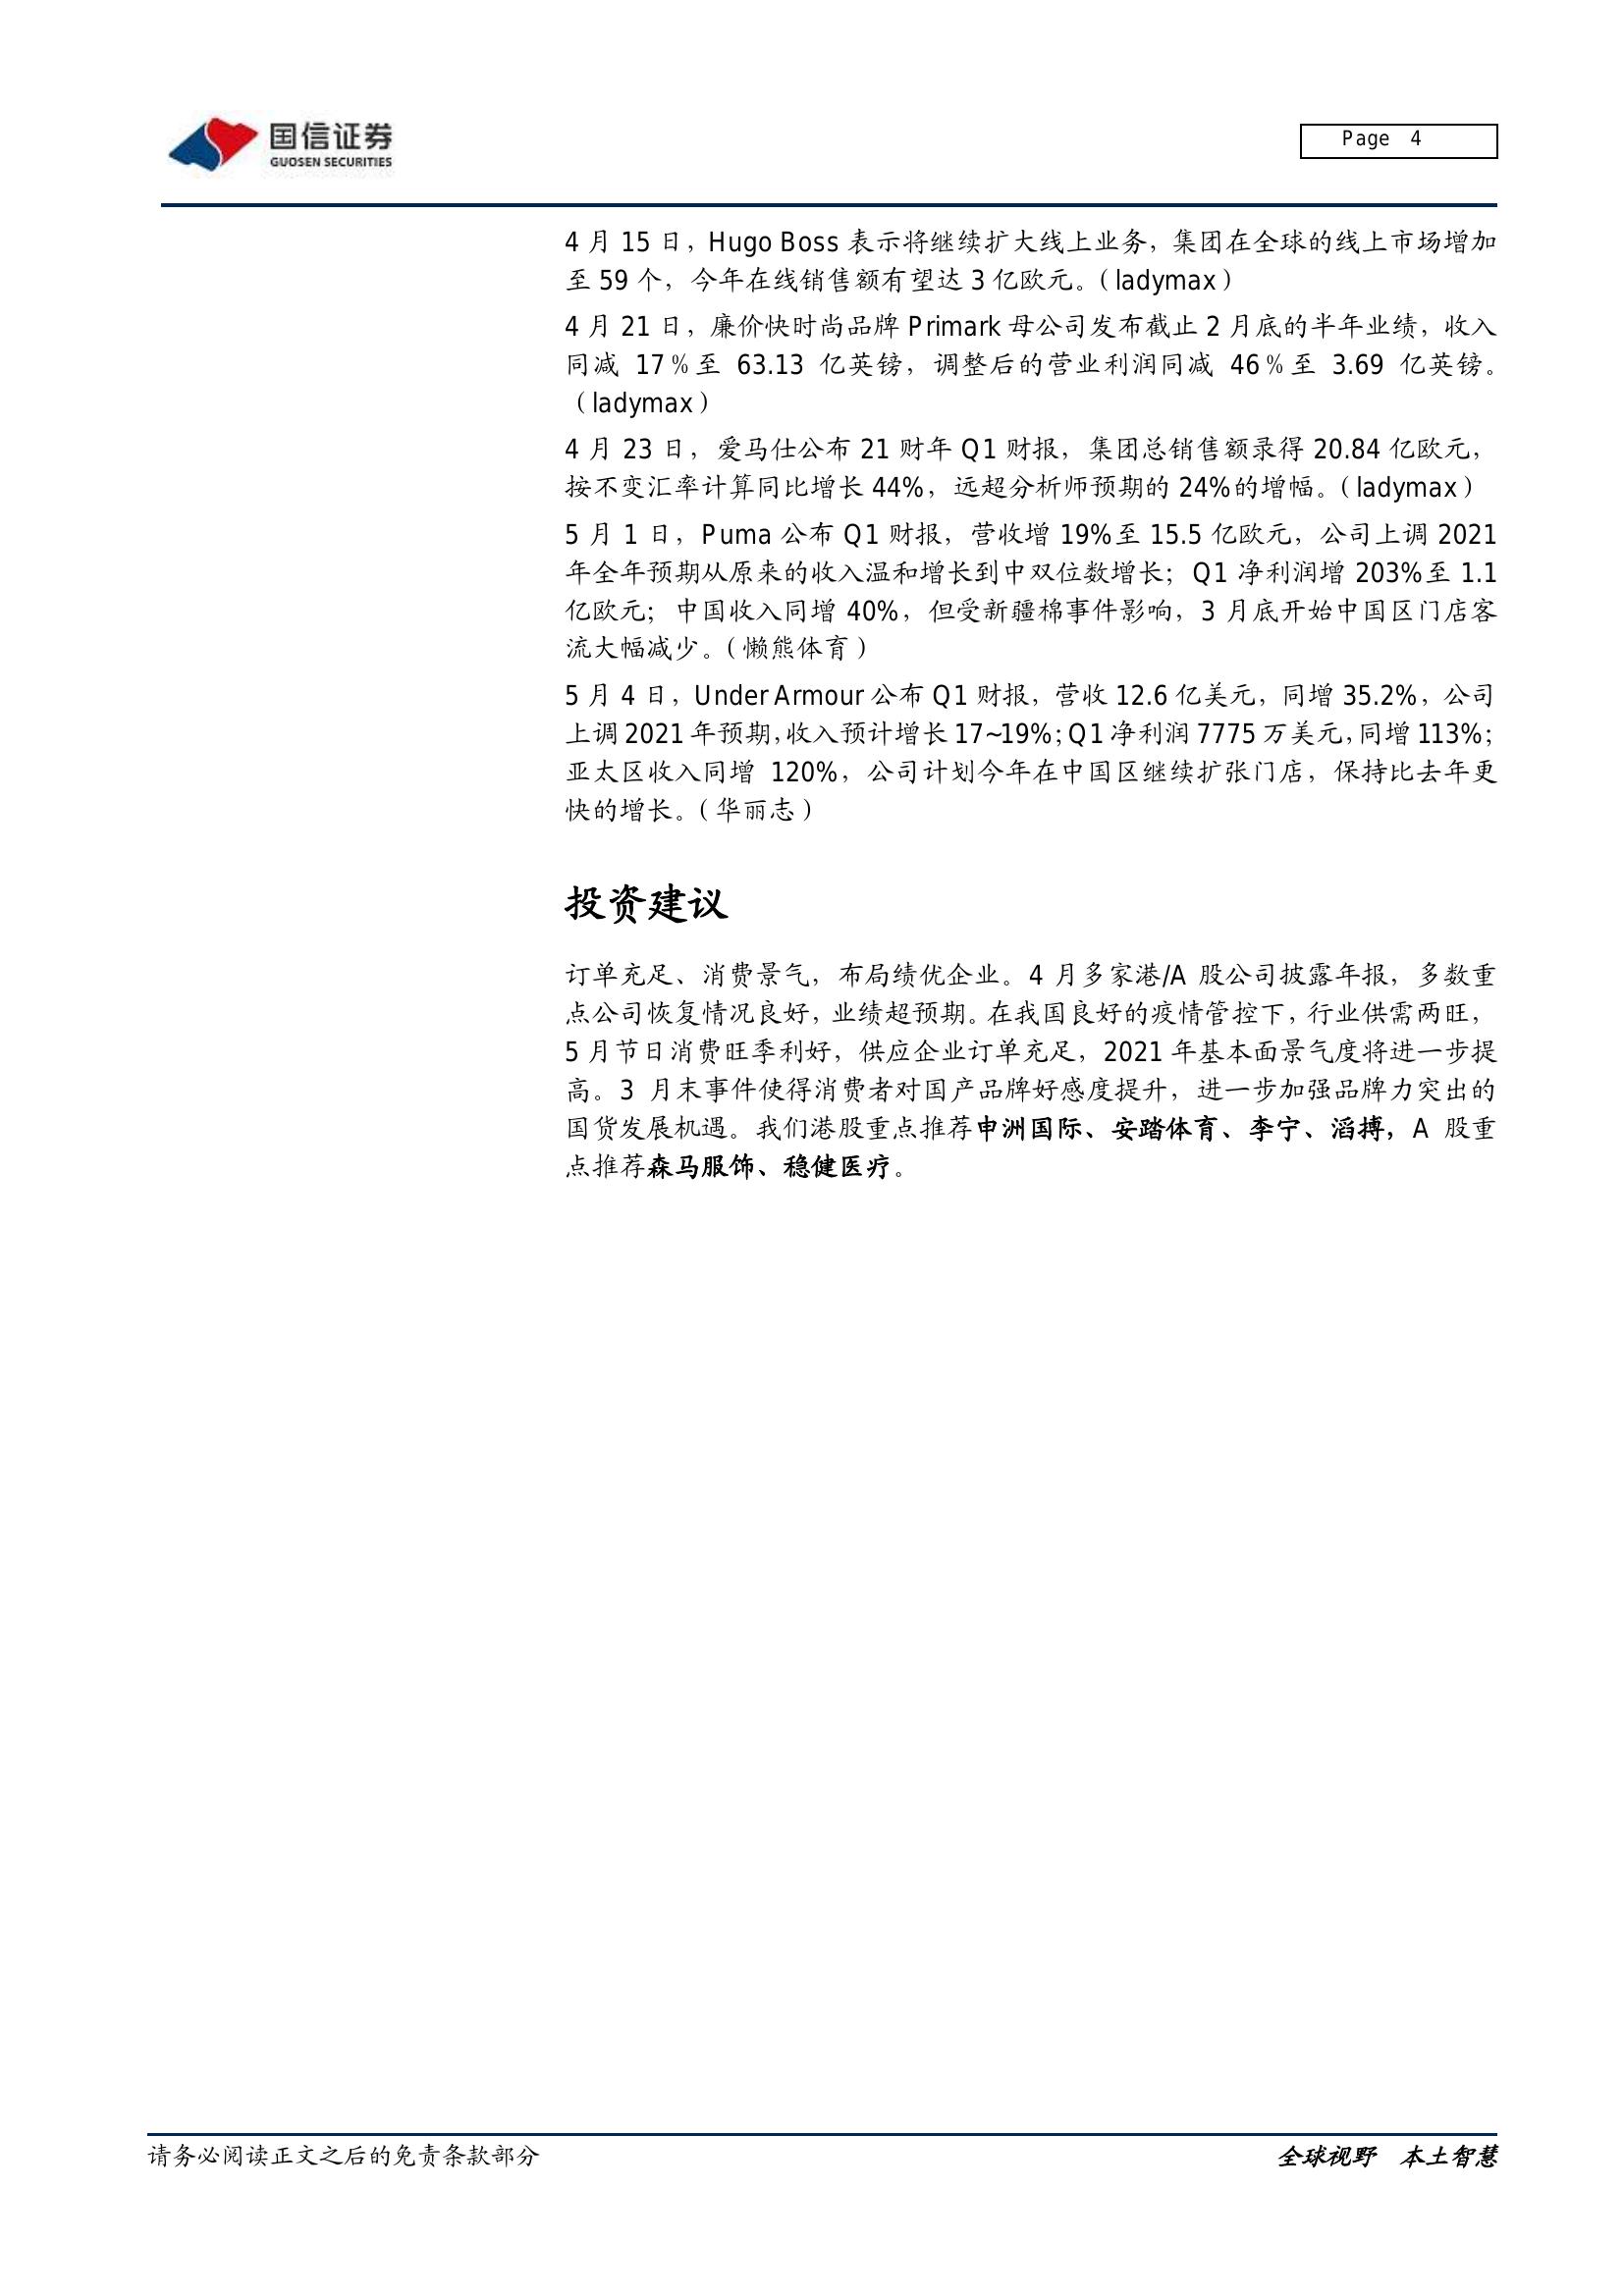 国信证券
GUOSEN SECURITIES
Page 4
4 月 15 日，Hugo Boss 表示将继续扩大线上业务，集团在全球的线上市场增加
至 59 个，今年在线销售额有望达 3 亿欧元。（ladymax）
4 月 21 日，廉价快时尚品牌 Primark 母公司发布截止 2 月底的半年业绩，收入
同减 17％至 63.13 亿英镑，调整后的营业利润同减 46％至 3.69 亿英镑。
（ladymax）
4 月 23 日，爱马仕公布 21 财年 Q1 财报，集团总销售额录得 20.84 亿欧元，
按不变汇率计算同比增长 44%，远超分析师预期的 24%的增幅。（ladymax）
5 月 1 日，Puma 公布 Q1 财报，营收增 19%至 15.5 亿欧元，公司上调 2021
年全年预期从原来的收入温和增长到中双位数增长；Q1 净利润增 203%至 1.1
亿欧元；中国收入同增 40%，但受新疆棉事件影响，3 月底开始中国区门店客
流大幅减少。（懒熊体育）
5 月 4 日，Under Armour 公布 Q1 财报，营收 12.6 亿美元，同增 35.2%，公司
上调 2021 年预期，收入预计增长 17~19%；Q1 净利润 7775 万美元，同增 113%；
亚太区收入同增 120%，公司计划今年在中国区继续扩张门店，保持比去年更
快的增长。（华丽志）
投资建议
订单充足、消费景气，布局绩优企业。4 月多家港/A 股公司披露年报，多数重
点公司恢复情况良好，业绩超预期。在我国良好的疫情管控下，行业供需两旺，
5 月节日消费旺季利好，供应企业订单充足，2021 年基本面景气度将进一步提
高。3 月末事件使得消费者对国产品牌好感度提升，进一步加强品牌力突出的
国货发展机遇。我们港股重点推荐申洲国际、安踏体育、李宁、滔搏，A 股重
点推荐森马服饰、稳健医疗。
请务必阅读正文之后的免责条款部分
全球视野 本土智慧